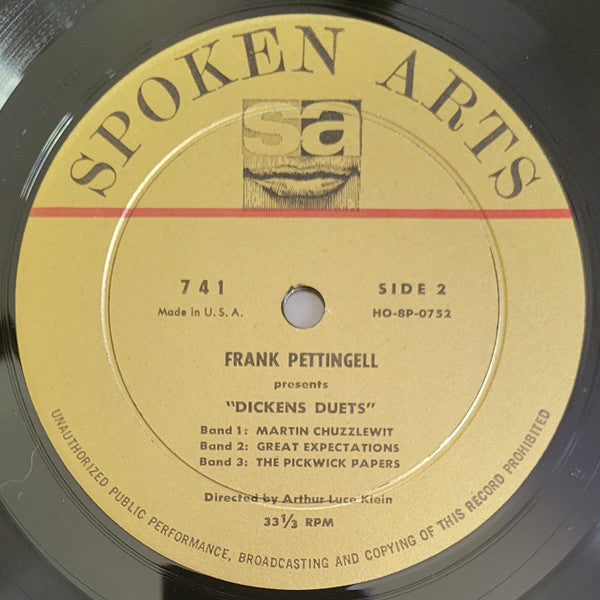 SPOKEN ARTS
sa
741 SIDE 2
Made in U. S. A. HO-8P-0752
FRANK PETTINGELL
presents
"DICKENS DUETS"
Band 1: MARTIN CHUZZLEWIT
Band 2: GREAT EXPECTATIONS
Band 3: THE PICKWICK PAPERS
Directed by Arthur Luce Klein
33 1/3 RPM
UNAUTHORIZED PUBLIC PERFORMANCE, BROADCASTING AND COPYING OF THIS RECORD PROHIBITED